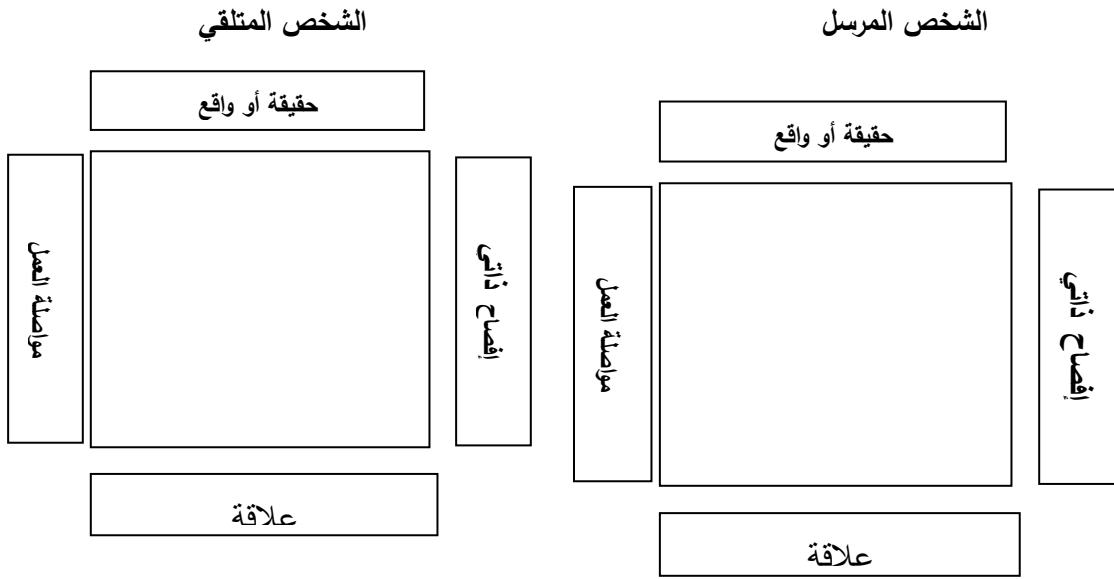 الشخص المرسل
حقيقة أو واقع
إفصاح ذاتي
مواصلة العمل
علاقة
الشخص المتلقي
حقيقة أو واقع
إفصاح ذاتي
مواصلة العمل
علاقة